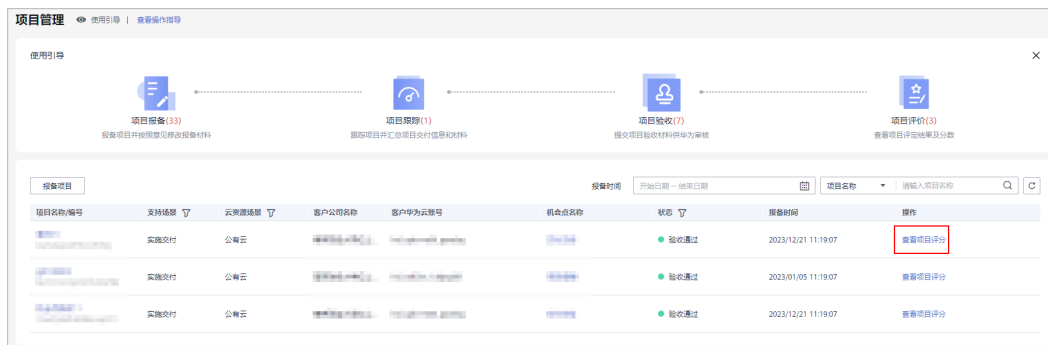 项目管理 使用引导 | 查看操作指导
使用引导
项目报备(33) 项目跟踪(1) 项目验收(7) 项目评价(3)
报备项目并按照意见修改报备材料 跟踪项目并汇总项目交付信息和材料 提交项目验收材料供华为审核 查看项目评定结果及分数
报备项目 报备时间 开始日期 – 结束日期 项目名称 请输入项目名称
项目名称/编号 支持场景 云资源场景 客户公司名称 客户华为云账号 机会点名称 状态 报备时间 操作
实施交付 公有云 验收通过 2023/12/21 11:19:07 查看项目评分
实施交付 公有云 验收通过 2023/01/05 11:19:07 查看项目评分
实施交付 公有云 验收通过 2023/12/21 11:19:07 查看项目评分